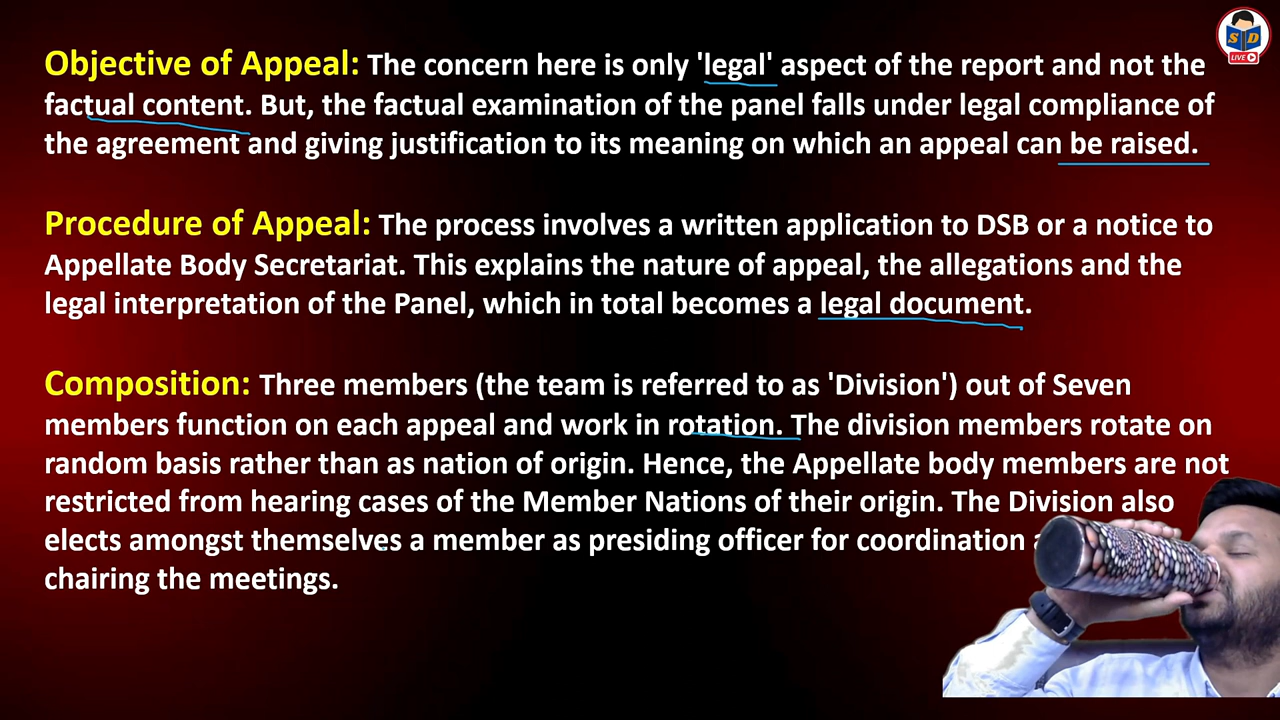 S D
LIVE
Objective of Appeal: The concern here is only 'legal' aspect of the report and not the
factual content. But, the factual examination of the panel falls under legal compliance of
the agreement and giving justification to its meaning on which an appeal can be raised.
Procedure of Appeal: The process involves a written application to DSB or a notice to
Appellate Body Secretariat. This explains the nature of appeal, the allegations and the
legal interpretation of the Panel, which in total becomes a legal document.
Composition: Three members (the team is referred to as 'Division') out of Seven
members function on each appeal and work in rotation. The division members rotate on
random basis rather than as nation of origin. Hence, the Appellate body members are not
restricted from hearing cases of the Member Nations of their origin. The Division also
elects amongst themselves a member as presiding officer for coordination
chairing the meetings.